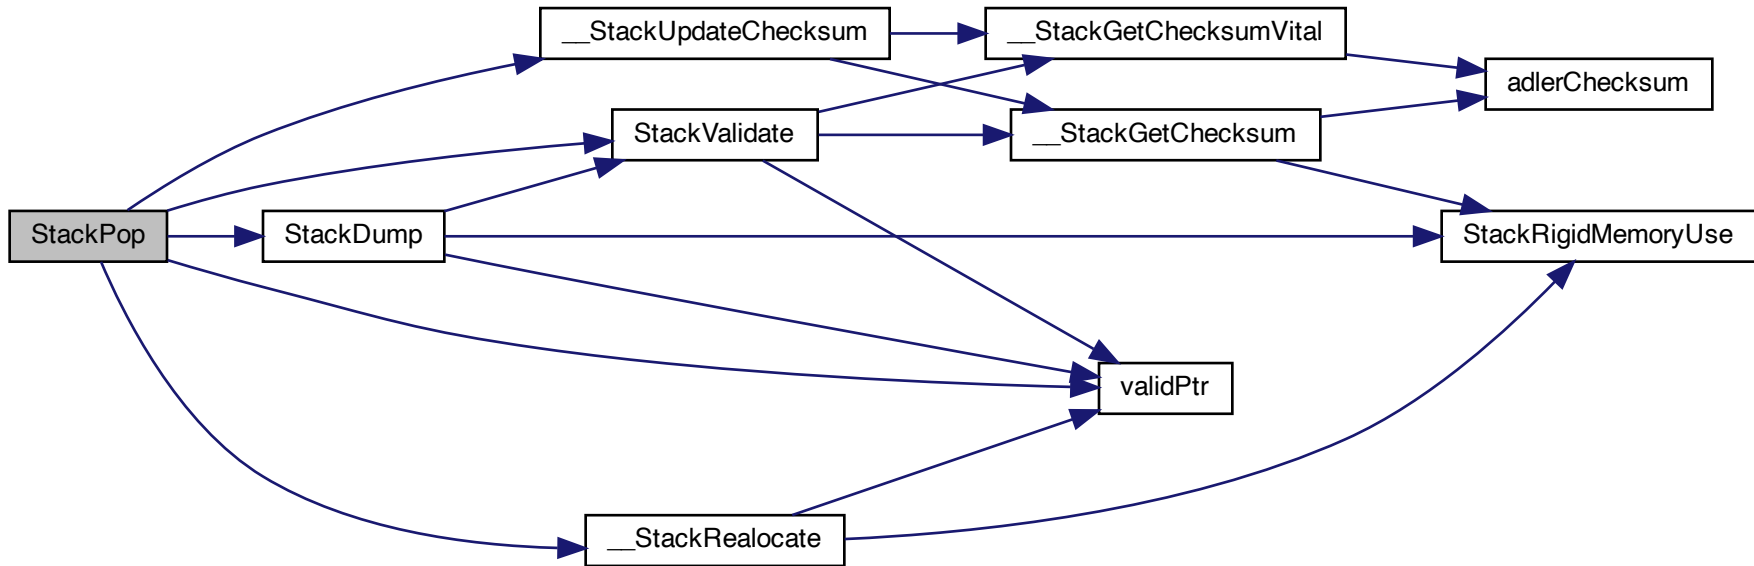 __StackUpdateChecksum
__StackGetChecksumVital
adlerChecksum
StackValidate
__StackGetChecksum
StackPop
StackDump
StackRigidMemoryUse
validPtr
__StackRealocate